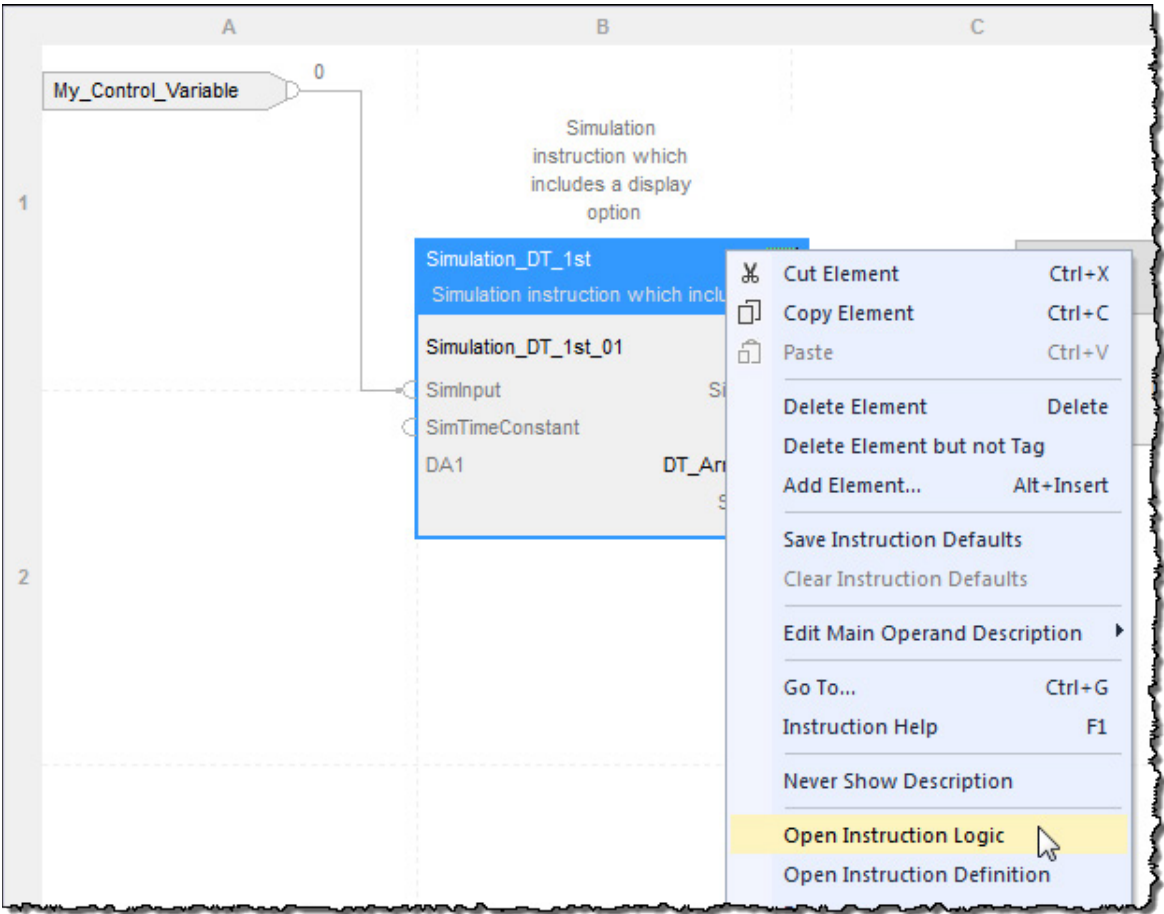 A B C
My_Control_Variable
0
Simulation
instruction which
includes a display
option
1
Simulation_DT_1st
Simulation instruction which
Simulation_DT_1st_01
SimInput
SimTimeConstant
DA1
2
Cut Element Ctrl+X
Copy Element Ctrl+C
Paste Ctrl+V
Delete Element Delete
Delete Element but not Tag
Add Element... Alt+Insert
Save Instruction Defaults
Clear Instruction Defaults
Edit Main Operand Description
Go To... Ctrl+G
Instruction Help F1
Never Show Description
Open Instruction Logic
Open Instruction Definition